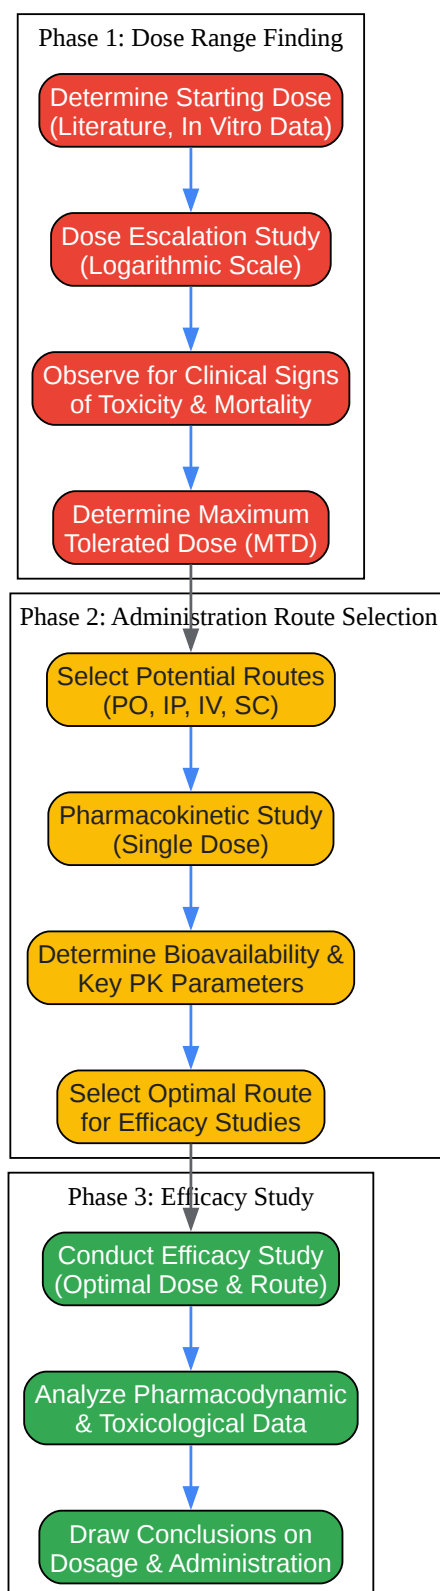 Phase 1: Dose Range Finding
Determine Starting Dose
(Literature, In Vitro Data)
Dose Escalation Study
(Logarithmic Scale)
Observe for Clinical Signs
of Toxicity & Mortality
Determine Maximum
Tolerated Dose (MTD)
Phase 2: Administration Route Selection
Select Potential Routes
(PO, IP, IV, SC)
Pharmacokinetic Study
(Single Dose)
Determine Bioavailability &
Key PK Parameters
Select Optimal Route
for Efficacy Studies
Phase 3: Efficacy Study
Conduct Efficacy Study
(Optimal Dose & Route)
Analyze Pharmacodynamic
& Toxicological Data
Draw Conclusions on
Dosage & Administration